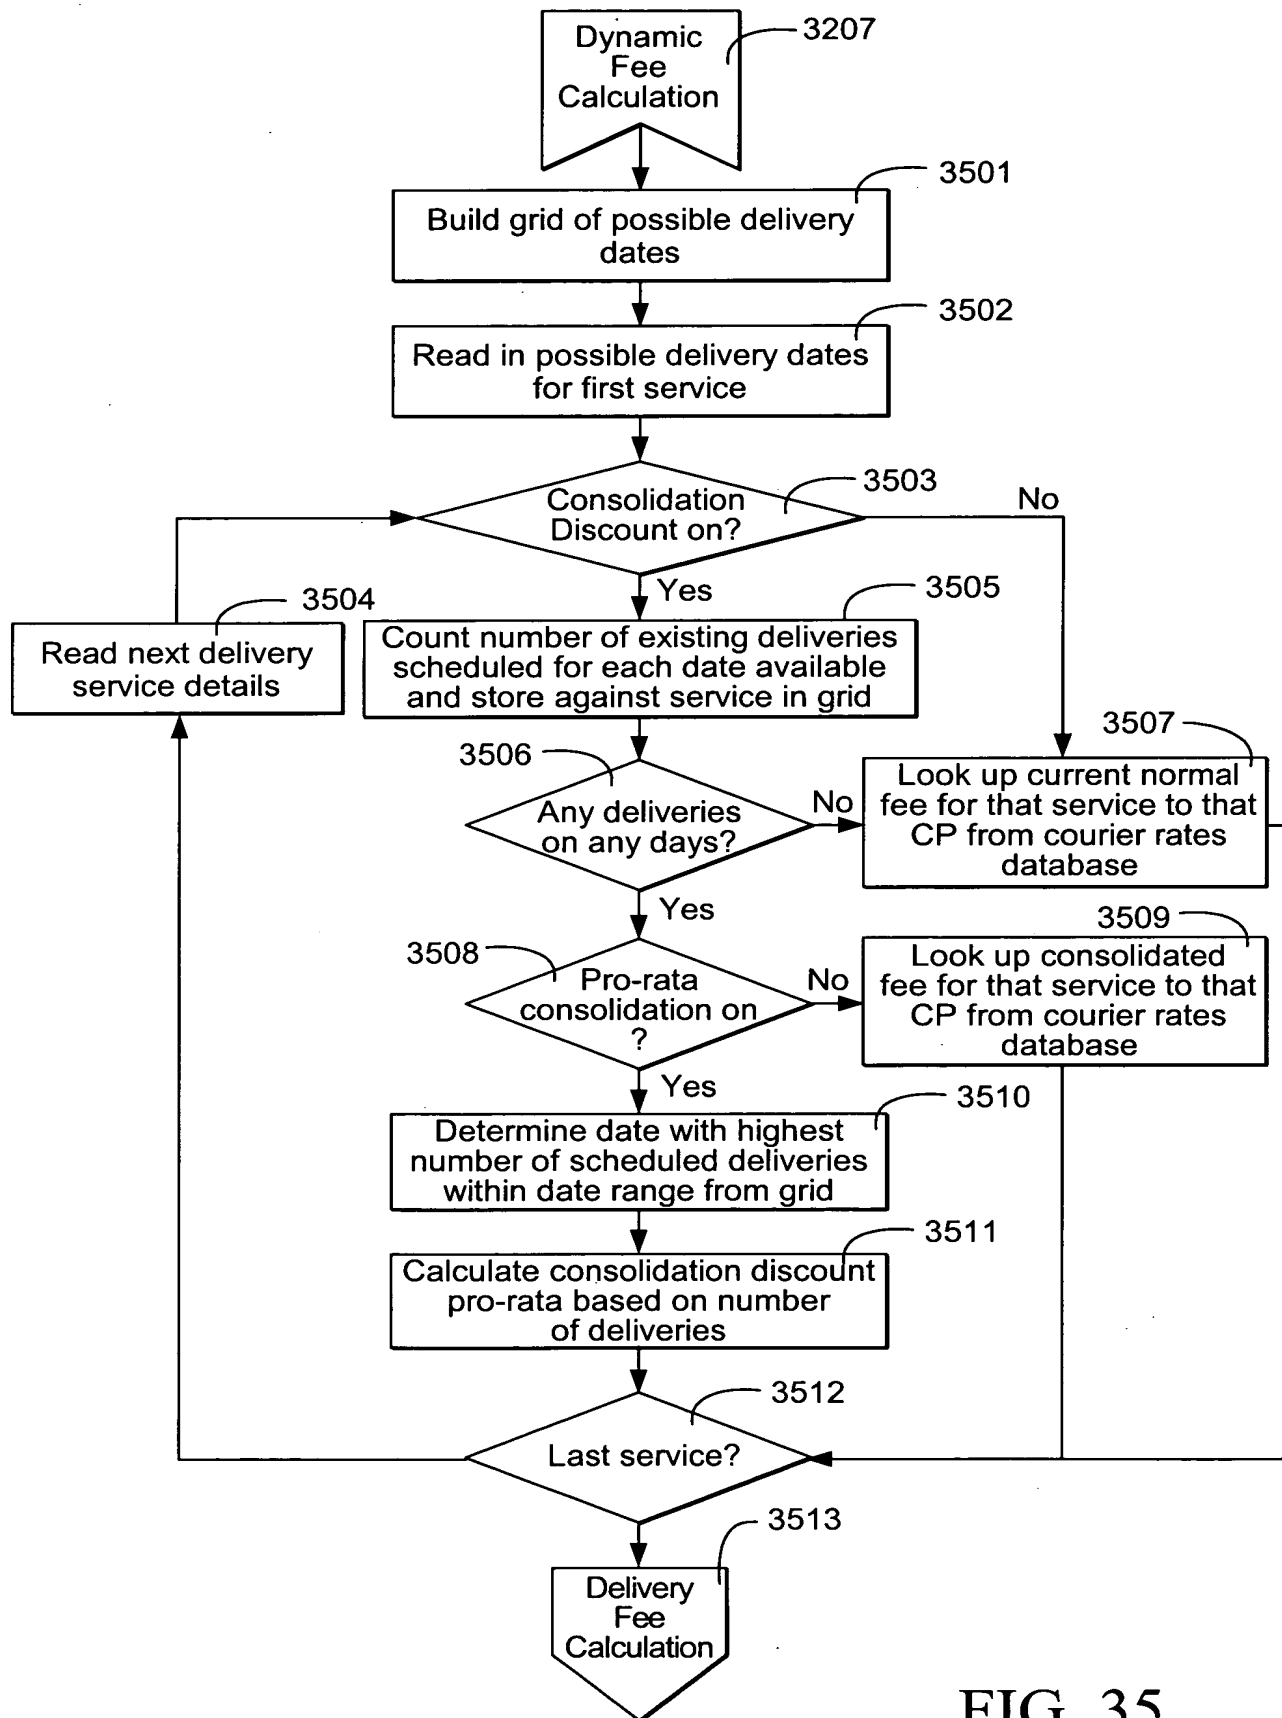 Dynamic
Fee
Calculation
3207
3501
Build grid of possible delivery
dates
3502
Read in possible delivery dates
for first service
3503
Consolidation
Discount on?
No
Yes
3504
Read next delivery
service details
3505
Count number of existing deliveries
scheduled for each date available
and store against service in grid
3506
Any deliveries
on any days?
No
Yes
3507
Look up current normal
fee for that service to that
CP from courier rates
database
3508
Pro-rata
consolidation on
?
No
Yes
3509
Look up consolidated
fee for that service to that
CP from courier rates
database
3510
Determine date with highest
number of scheduled deliveries
within date range from grid
3511
Calculate consolidation discount
pro-rata based on number
of deliveries
3512
Last service?
3513
Delivery
Fee
Calculation
FIG. 35